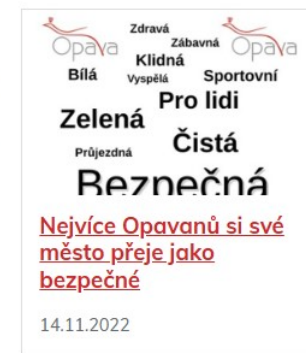 Zdravá
Opava Zábavná Opava
Klidná
Bílá Vyspělá Sportovní
Pro lidi
Zelená
Čistá
Průjezdná
Bezpečná
Nejvíce Opavanů si své
město přeje jako
bezpečné
14.11.2022